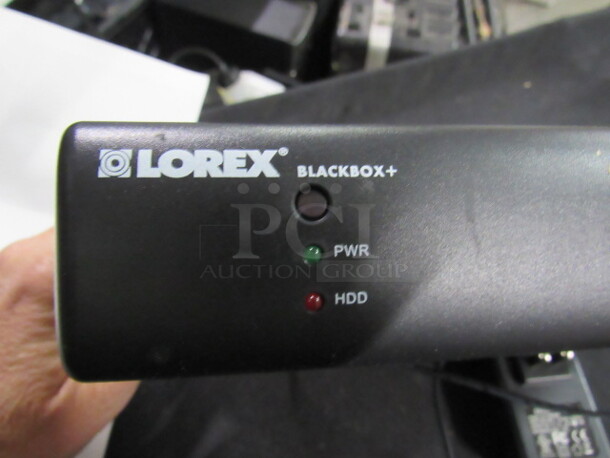 LOREX® BLACKBOX+
PCI
AUCTION GROUP
PWR
HDD